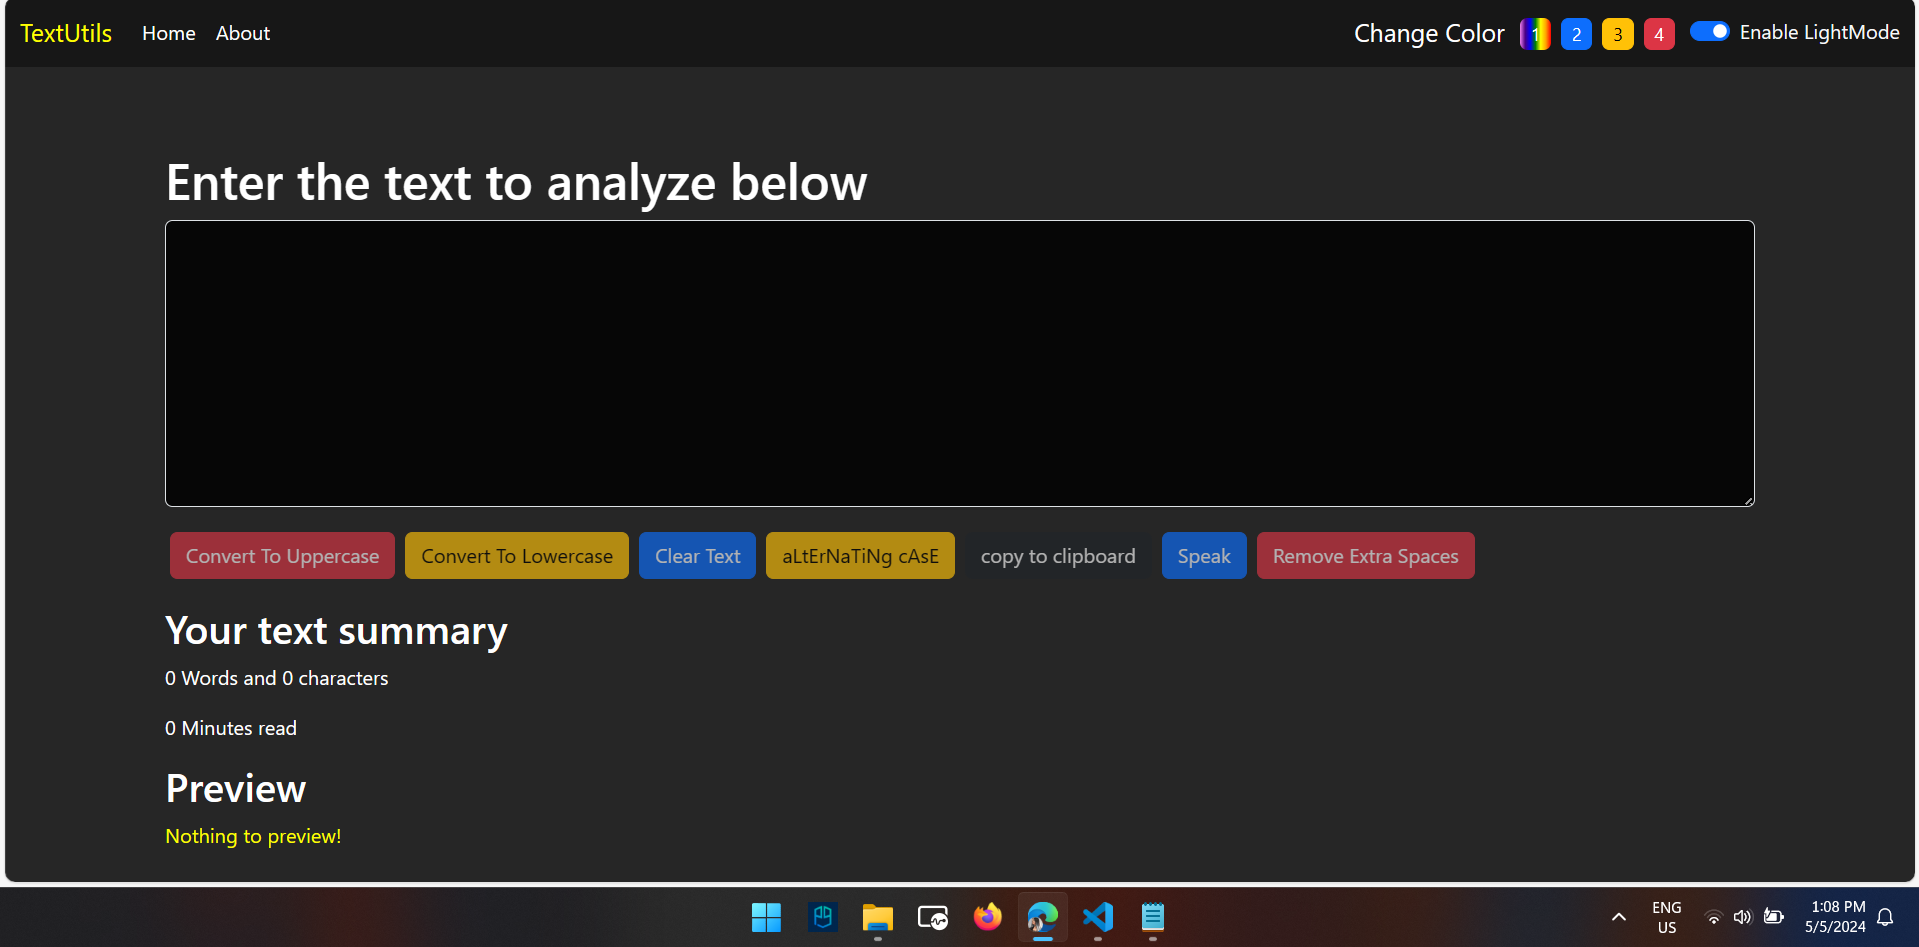 TextUtils Home About Change Color 1 2 3 4 Enable LightMode
Enter the text to analyze below
Convert To Uppercase Convert To Lowercase Clear Text aLtErNaTiNg cAsE copy to clipboard Speak Remove Extra Spaces
Your text summary
0 Words and 0 characters
0 Minutes read
Preview
Nothing to preview!
ENG
US
1:08 PM
5/5/2024